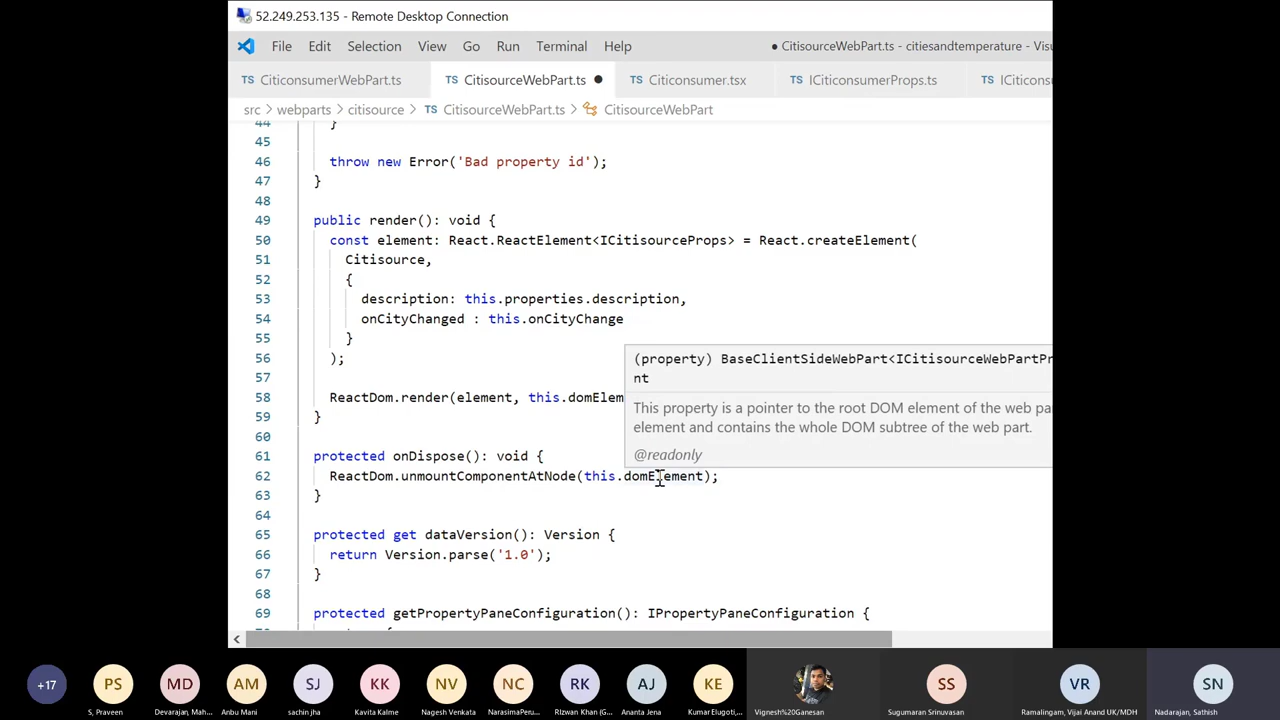 52.249.253.135 - Remote Desktop Connection
File Edit Selection View Go Run Terminal Help
● CitisourceWebPart.ts - citiesandtemperature - Visu
TS CiticonsumerWebPart.ts TS CitisourceWebPart.ts ● TS Citiconsumer.tsx TS ICiticonsumerProps.ts TS ICiticons
src > webparts > citisource > TS CitisourceWebPart.ts > CitisourceWebPart
44 }
45
46 throw new Error('Bad property id');
47 }
48
49 public render(): void {
50 const element: React.ReactElement<ICitisourceProps> = React.createElement(
51 Citisource,
52 {
53 description: this.properties.description,
54 onCityChanged : this.onCityChange
55 }
56 );
57
58 ReactDom.render(element, this.domElem
59 }
60
61 protected onDispose(): void {
62 ReactDom.unmountComponentAtNode(this.domElement);
63 }
64
65 protected get dataVersion(): Version {
66 return Version.parse('1.0');
67 }
68
69 protected getPropertyPaneConfiguration(): IPropertyPaneConfiguration {
(property) BaseClientSideWebPart<ICitisourceWebPartPr
nt
This property is a pointer to the root DOM element of the web pa
element and contains the whole DOM subtree of the web part.
@readonly
+17 PS MD AM SJ KK NV NC RK AJ KE SS VR SN
S, Praveen Devarajan, Mah... Anbu Mani sachin jha Kavita Kalme Nagesh Venkata NarasimaPeru... Rizwan Khan (G... Ananta Jena Kumar Elugoti,... Vignesh%20Ganesan Sugumaran Srinuvasan Ramalingam, Vijai Anand UK/MDH Nadarajan, Sathish